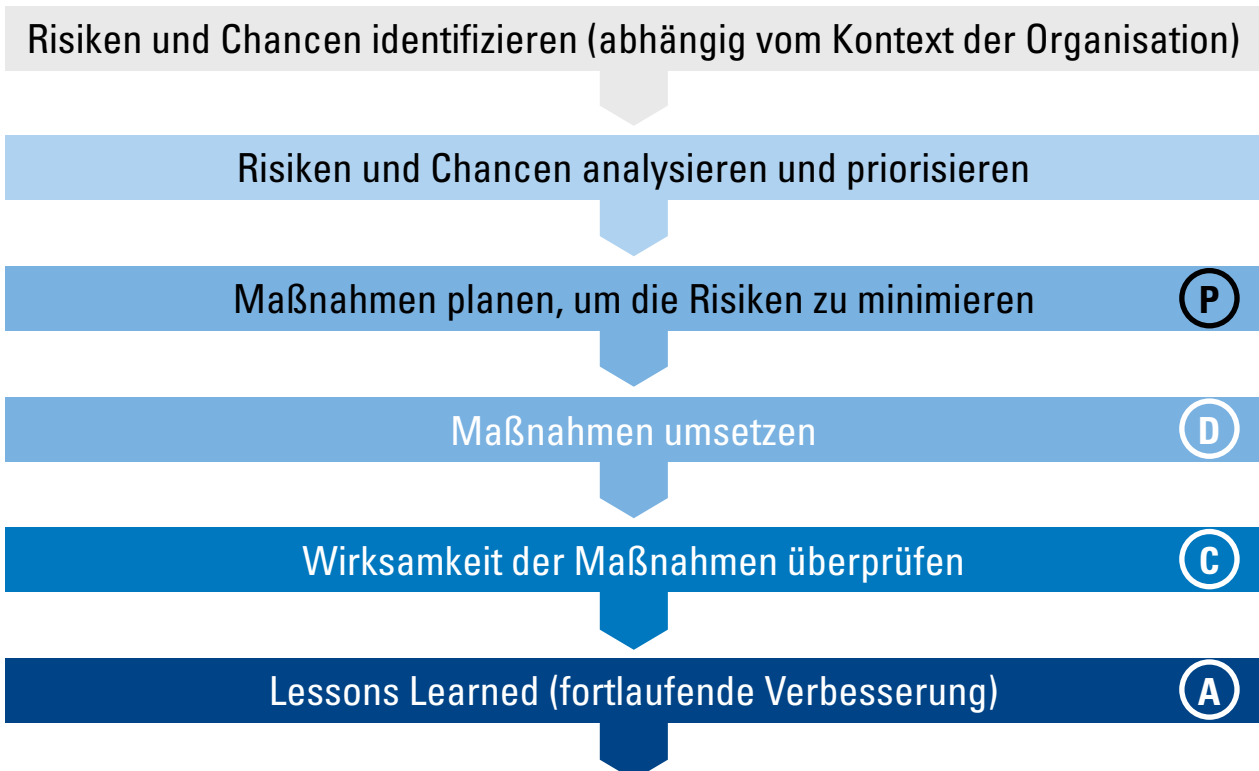 Risiken und Chancen identifizieren (abhängig vom Kontext der Organisation)
Risiken und Chancen analysieren und priorisieren
Maßnahmen planen, um die Risiken zu minimieren P
Maßnahmen umsetzen D
Wirksamkeit der Maßnahmen überprüfen C
Lessons Learned (fortlaufende Verbesserung) A